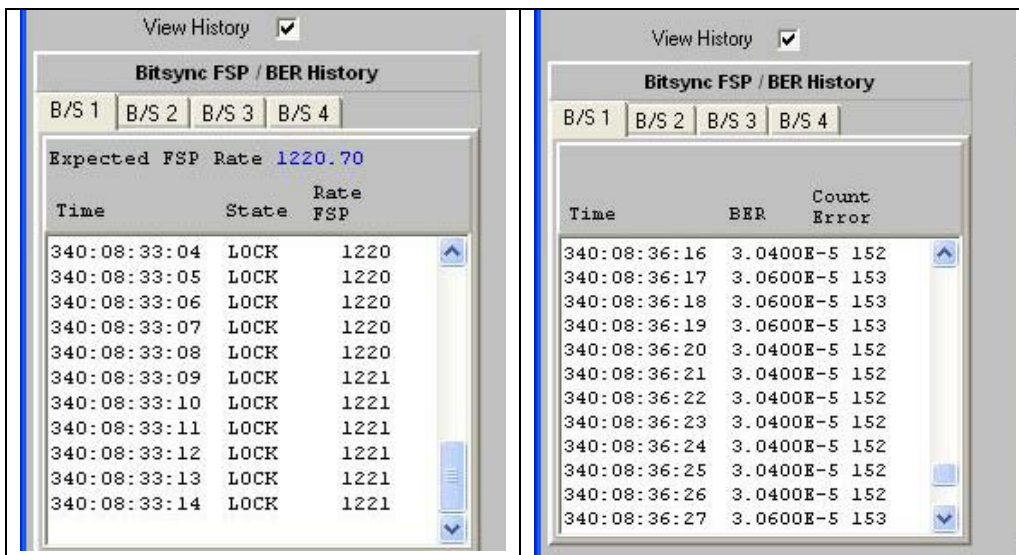 View History
Bitsync FSP / BER History
B/S 1 B/S 2 B/S 3 B/S 4
Expected FSP Rate 1220.70
Rate
Time State FSP
340:08:33:04 LOCK 1220
340:08:33:05 LOCK 1220
340:08:33:06 LOCK 1220
340:08:33:07 LOCK 1220
340:08:33:08 LOCK 1220
340:08:33:09 LOCK 1221
340:08:33:10 LOCK 1221
340:08:33:11 LOCK 1221
340:08:33:12 LOCK 1221
340:08:33:13 LOCK 1221
340:08:33:14 LOCK 1221
View History
Bitsync FSP / BER History
B/S 1 B/S 2 B/S 3 B/S 4
Count
Time BER Error
340:08:36:16 3.0400E-5 152
340:08:36:17 3.0600E-5 153
340:08:36:18 3.0600E-5 153
340:08:36:19 3.0600E-5 153
340:08:36:20 3.0400E-5 152
340:08:36:21 3.0400E-5 152
340:08:36:22 3.0400E-5 152
340:08:36:23 3.0400E-5 152
340:08:36:24 3.0400E-5 152
340:08:36:25 3.0400E-5 152
340:08:36:26 3.0400E-5 152
340:08:36:27 3.0600E-5 153